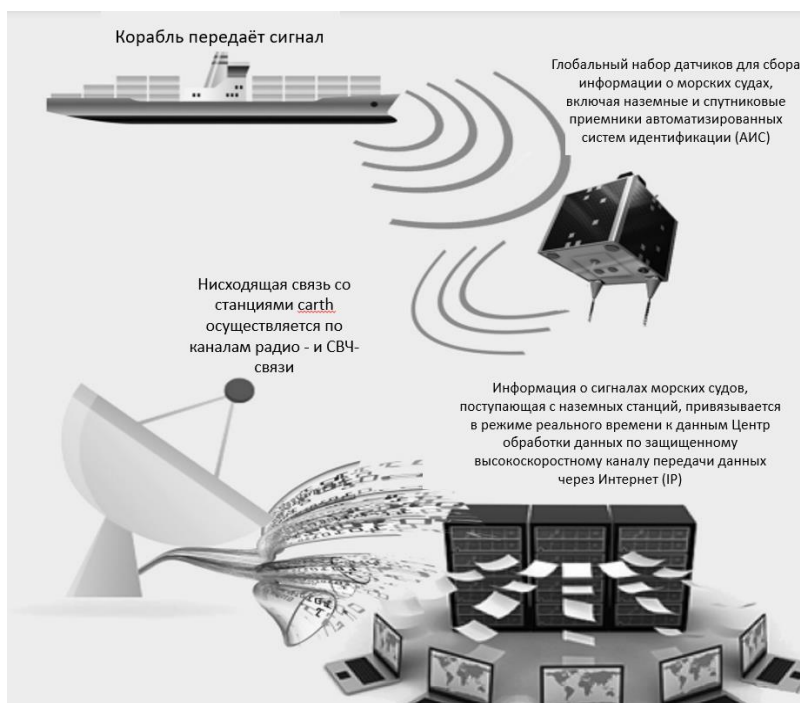 Корабль передаёт сигнал
Глобальный набор датчиков для сбора
информации о морских судах,
включая наземные и спутниковые
приемники автоматизированных
систем идентификации (АИС)
Нисходящая связь со
станциями carth
осуществляется по
каналам радио - и СВЧ-
связи
Информация о сигналах морских судов,
поступающая с наземных станций, привязывается
в режиме реального времени к данным Центр
обработки данных по защищенному
высокоскоростному каналу передачи данных
через Интернет (IP)